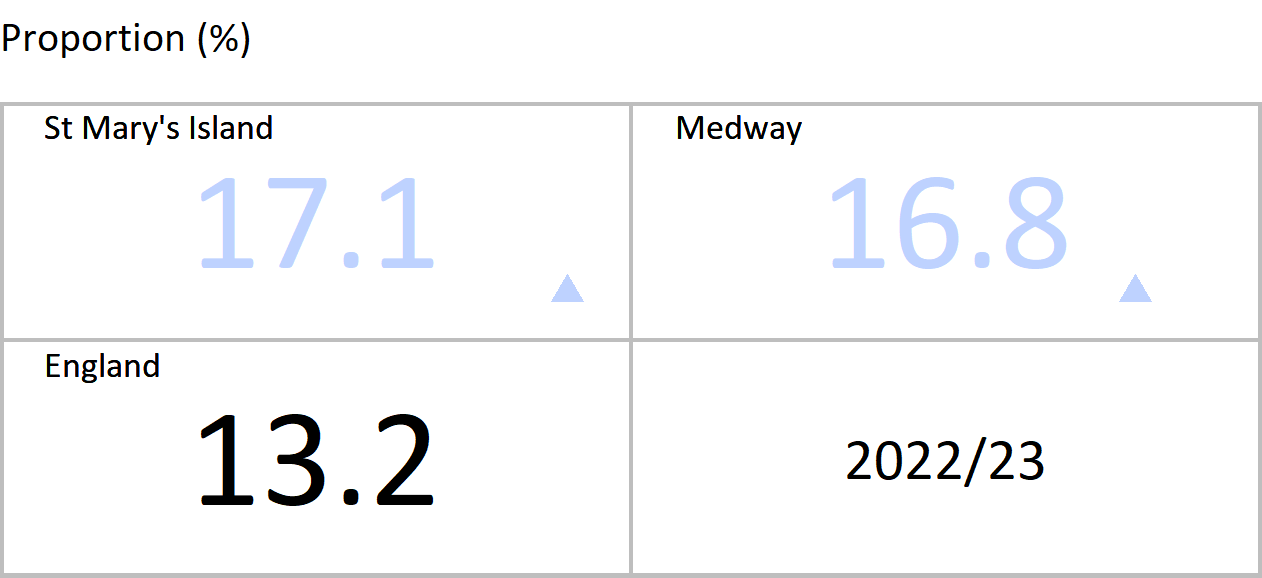 Proportion (%)
St Mary's Island
17.1
Medway
16.8
England
13.2
2022/23